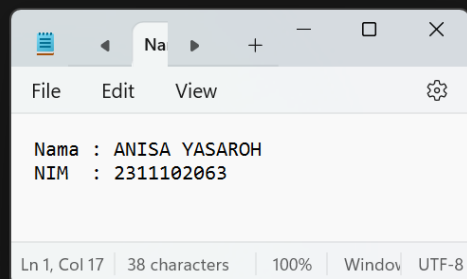 Na
File Edit View
Nama : ANISA YASAROH
NIM  : 2311102063
Ln 1, Col 17 38 characters 100% Window UTF-8